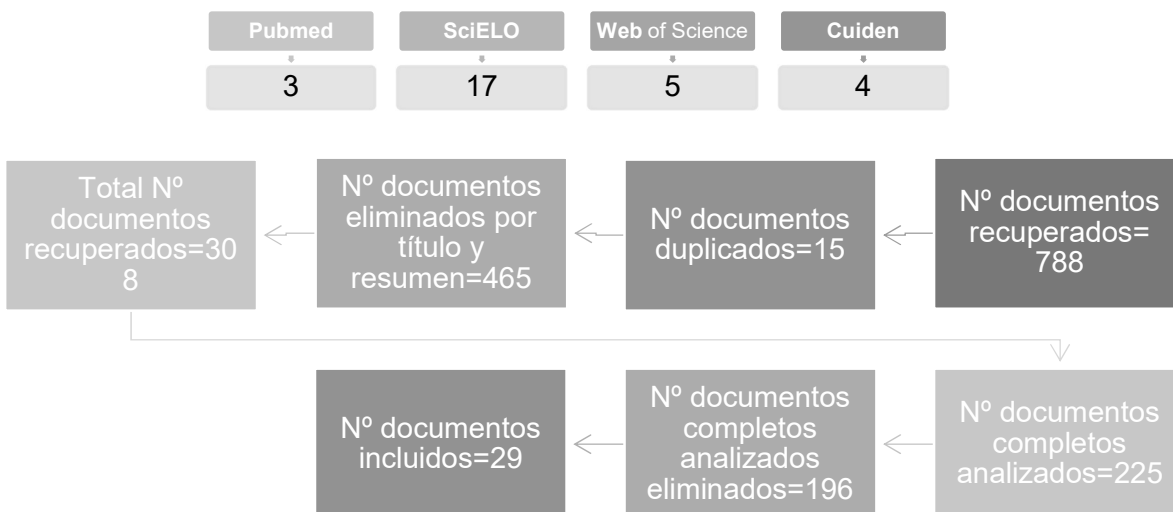 Pubmed
SciELO
Web of Science
Cuiden
3
17
5
4
Total Nº
documentos
recuperados=30
8
Nº documentos
eliminados por
título y
resumen=465
Nº documentos
duplicados=15
Nº documentos
recuperados=
788
Nº documentos
incluidos=29
Nº documentos
completos
analizados
eliminados=196
Nº documentos
completos
analizados=225